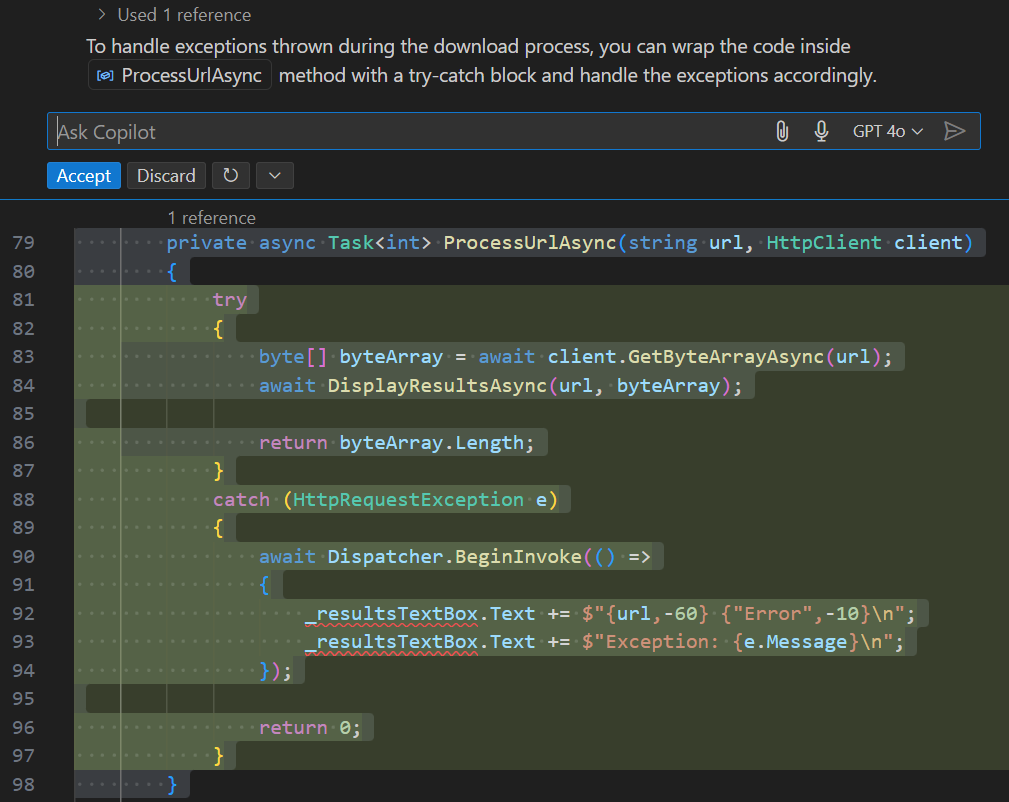 Used 1 reference
To handle exceptions thrown during the download process, you can wrap the code inside
ProcessUrlAsync method with a try-catch block and handle the exceptions accordingly.
Ask Copilot GPT 4o
Accept Discard
1 reference
79 private async Task<int> ProcessUrlAsync(string url, HttpClient client)
80 {
81 try
82 {
83 byte[] byteArray = await client.GetByteArrayAsync(url);
84 await DisplayResultsAsync(url, byteArray);
85
86 return byteArray.Length;
87 }
88 catch (HttpRequestException e)
89 {
90 await Dispatcher.BeginInvoke(() =>
91 {
92 _resultsTextBox.Text += $"{url,-60} {"Error",-10}\n";
93 _resultsTextBox.Text += $"Exception: {e.Message}\n";
94 });
95
96 return 0;
97 }
98 }